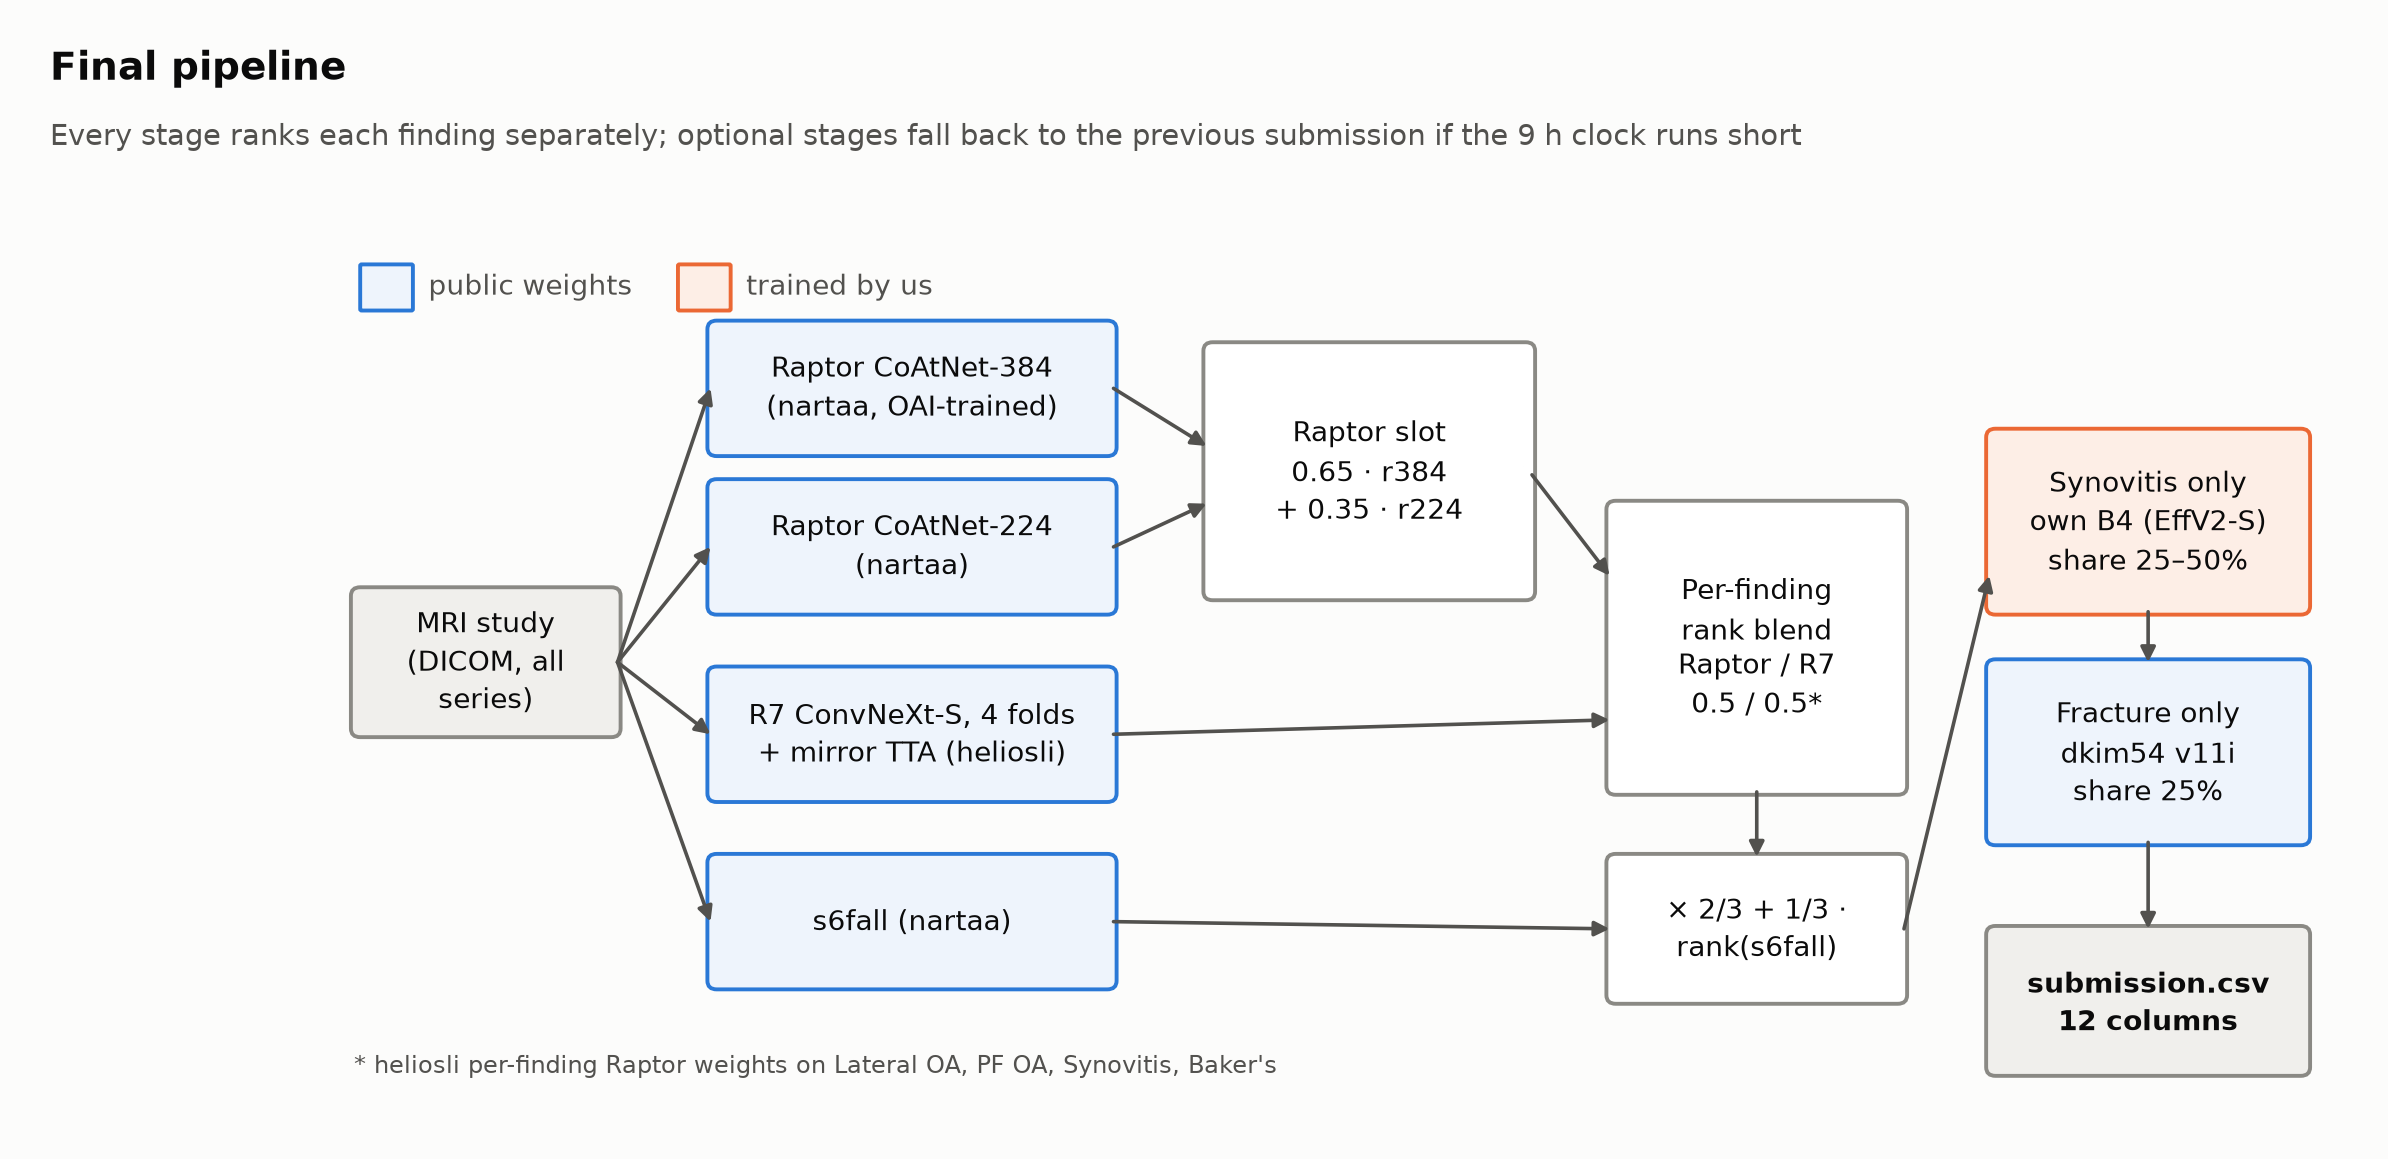 Final pipeline
Every stage ranks each finding separately; optional stages fall back to the previous submission if the 9 h clock runs short
public weights
trained by us
MRI study
(DICOM, all
series)
Raptor CoAtNet-384
(nartaa, OAI-trained)
Raptor CoAtNet-224
(nartaa)
R7 ConvNeXt-S, 4 folds
+ mirror TTA (heliosli)
s6fall (nartaa)
Raptor slot
0.65 · r384
+ 0.35 · r224
Per-finding
rank blend
Raptor / R7
0.5 / 0.5*
× 2/3 + 1/3 ·
rank(s6fall)
Synovitis only
own B4 (EffV2-S)
share 25–50%
Fracture only
dkim54 v11i
share 25%
submission.csv
12 columns
* heliosli per-finding Raptor weights on Lateral OA, PF OA, Synovitis, Baker's